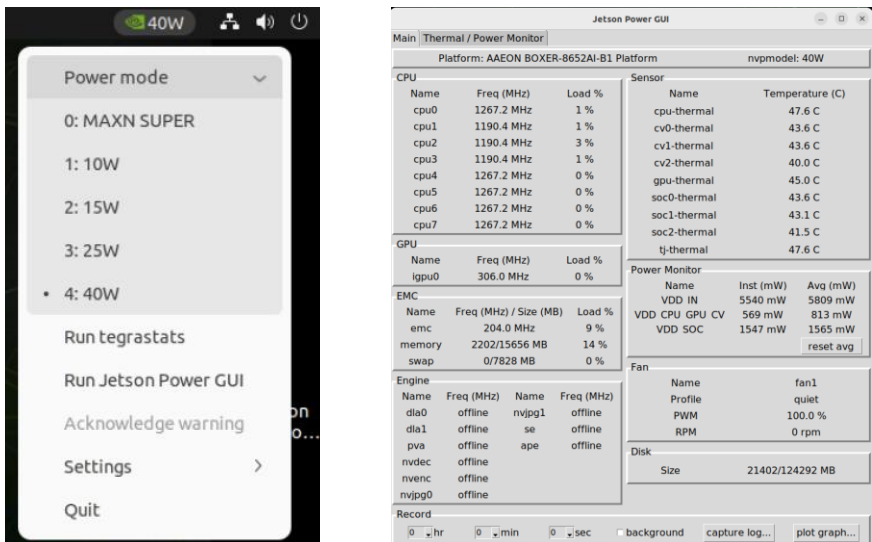 40W
Power mode
0: MAXN SUPER
1: 10W
2: 15W
3: 25W
• 4: 40W
Run tegrastats
Run Jetson Power GUI
Acknowledge warning
Settings
Quit
on
o...
Jetson Power GUI
Main Thermal / Power Monitor
Platform: AAEON BOXER-8652AI-B1 Platform nvpmodel: 40W
CPU
Name Freq (MHz) Load %
cpu0 1267.2 MHz 1 %
cpu1 1190.4 MHz 1 %
cpu2 1190.4 MHz 3 %
cpu3 1190.4 MHz 1 %
cpu4 1267.2 MHz 0 %
cpu5 1267.2 MHz 0 %
cpu6 1267.2 MHz 0 %
cpu7 1267.2 MHz 0 %
GPU
Name Freq (MHz) Load %
igpu0 306.0 MHz 0 %
EMC
Name Freq (MHz) / Size (MB) Load %
emc 204.0 MHz 9 %
memory 2202/15656 MB 14 %
swap 0/7828 MB 0 %
Engine
Name Freq (MHz) Name Freq (MHz)
dla0 offline nvjpg1 offline
dla1 offline se offline
pva offline ape offline
nvdec offline
nvenc offline
nvjpg0 offline
Sensor
Name Temperature (C)
cpu-thermal 47.6 C
cv0-thermal 43.6 C
cv1-thermal 43.6 C
cv2-thermal 40.0 C
gpu-thermal 45.0 C
soc0-thermal 43.6 C
soc1-thermal 43.1 C
soc2-thermal 41.5 C
tj-thermal 47.6 C
Power Monitor
Name Inst (mW) Avg (mW)
VDD IN 5540 mW 5809 mW
VDD CPU GPU CV 569 mW 813 mW
VDD SOC 1547 mW 1565 mW
reset avg
Fan
Name fan1
Profile quiet
PWM 100.0 %
RPM 0 rpm
Disk
Size 21402/124292 MB
Record
0 hr 0 min 0 sec background capture log... plot graph...